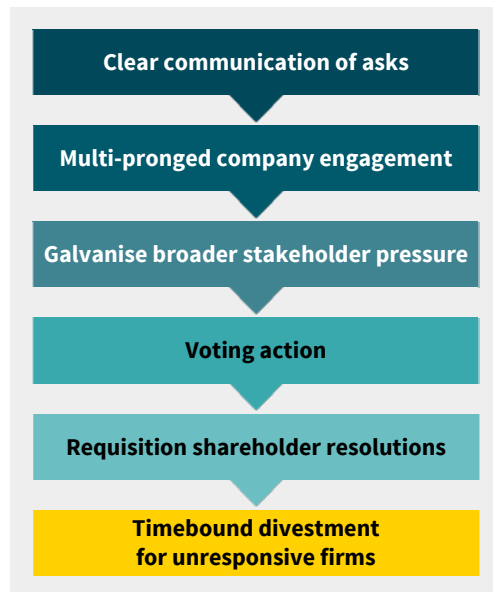 Clear communication of asks
Multi-pronged company engagement
Galvanise broader stakeholder pressure
Voting action
Requisition shareholder resolutions
Timebound divestment
for unresponsive firms